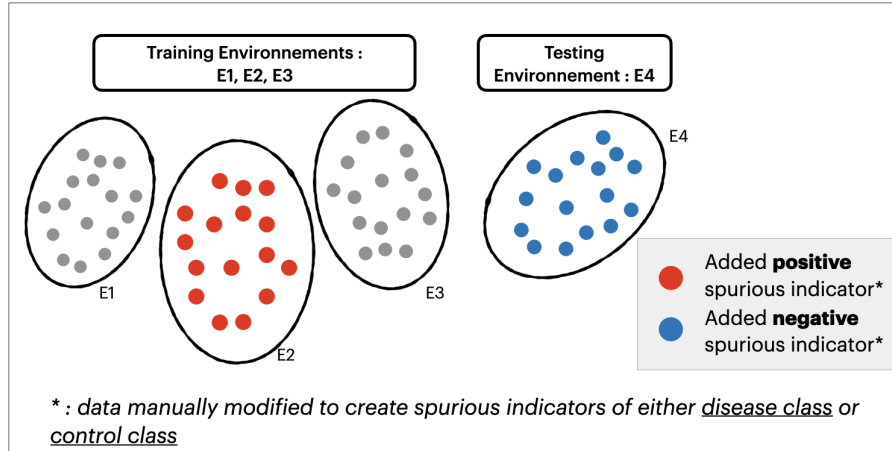 Training Environnements :
E1, E2, E3
Testing
Environnement : E4
E1
E2
E3
E4
Added positive
spurious indicator*
Added negative
spurious indicator*
* : data manually modified to create spurious indicators of either disease class or
control class